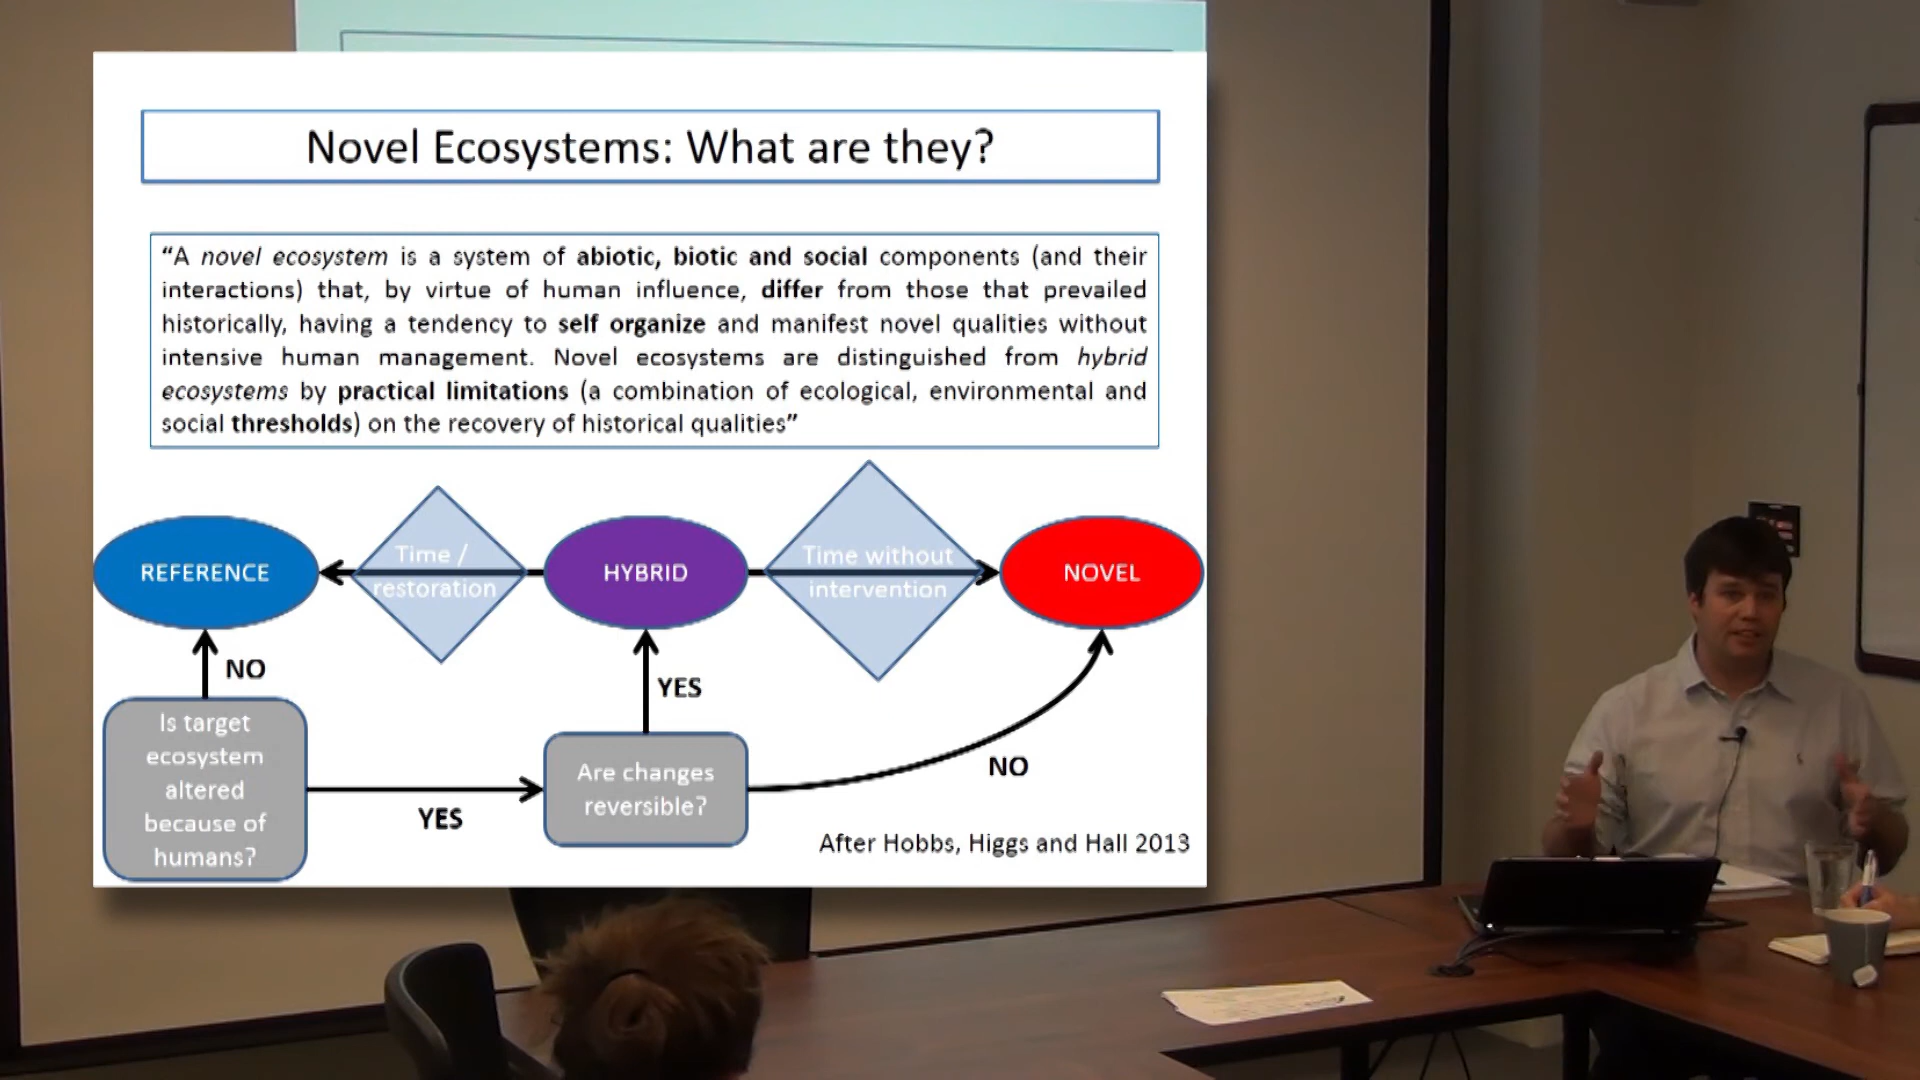 Novel Ecosystems: What are they?
“A novel ecosystem is a system of abiotic, biotic and social components (and their
interactions) that, by virtue of human influence, differ from those that prevailed
historically, having a tendency to self organize and manifest novel qualities without
intensive human management. Novel ecosystems are distinguished from hybrid
ecosystems by practical limitations (a combination of ecological, environmental and
social thresholds) on the recovery of historical qualities”
REFERENCE
Time /
restoration
HYBRID
Time without
intervention
NOVEL
NO
YES
Is target
ecosystem
altered
because of
humans?
YES
Are changes
reversible?
NO
After Hobbs, Higgs and Hall 2013